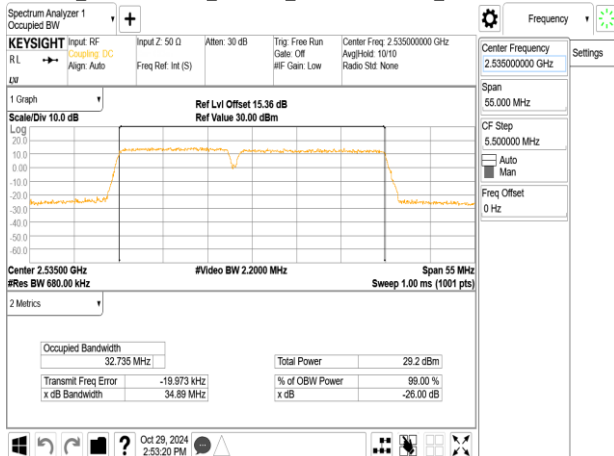 Spectrum Analyzer 1
Occupied BW
KEYSIGHT
RL
Input: RF
Coupling: DC
Align: Auto
Input Z: 50 Ω
Freq Ref: Int (S)
Atten: 30 dB
Trig: Free Run
Gate: Off
#IF Gain: Low
Center Freq: 2.535000000 GHz
Avg|Hold: 10/10
Radio Std: None
LXI
1 Graph
Scale/Div 10.0 dB
Ref Lvl Offset 15.36 dB
Ref Value 30.00 dBm
Log
20.0
10.0
0.00
-10.0
-20.0
-30.0
-40.0
-50.0
-60.0
Center 2.53500 GHz
#Res BW 680.00 kHz
#Video BW 2.2000 MHz
Span 55 MHz
Sweep 1.00 ms (1001 pts)
2 Metrics
Occupied Bandwidth
32.735 MHz
Total Power 29.2 dBm
Transmit Freq Error -19.973 kHz
% of OBW Power 99.00 %
x dB Bandwidth 34.89 MHz
x dB -26.00 dB
?
Oct 29, 2024
2:53:20 PM
Frequency
Settings
Center Frequency
2.535000000 GHz
Span
55.000 MHz
CF Step
5.500000 MHz
Auto
Man
Freq Offset
0 Hz